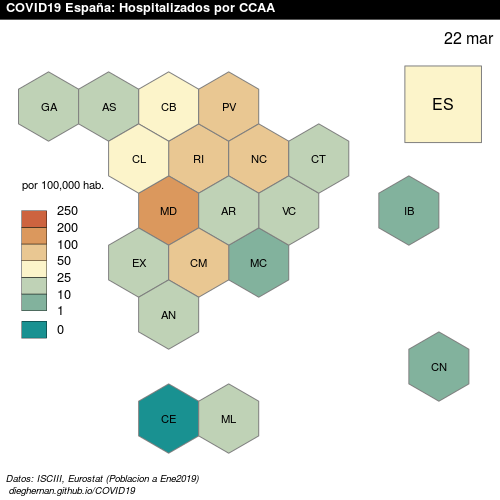 COVID19 España: Hospitalizados por CCAA
22 mar
GA AS CB PV ES
CL RI NC CT
por 100,000 hab.
MD AR VC IB
250
200
100
50
25
10
1
0
EX CM MC
AN
CN
CE ML
Datos: ISCIII, Eurostat (Poblacion a Ene2019)
dieghernan.github.io/COVID19